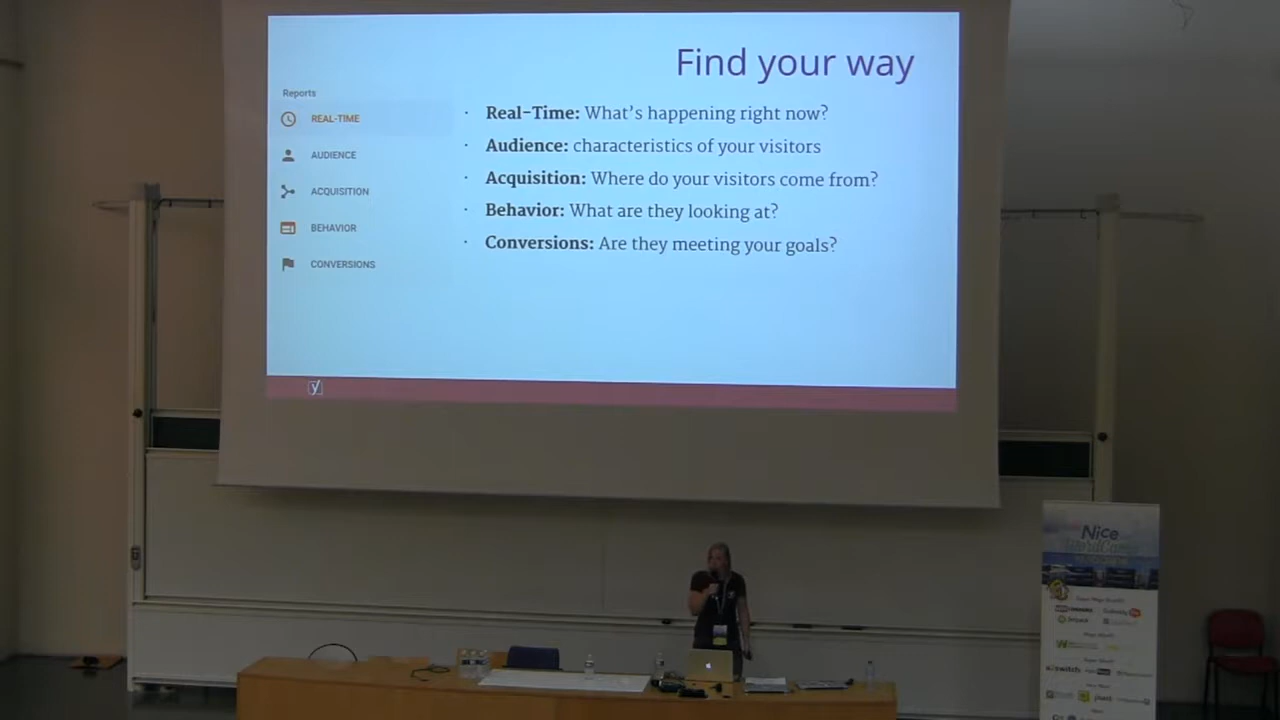 Find your way
Reports
REAL-TIME
AUDIENCE
ACQUISITION
BEHAVIOR
CONVERSIONS
· Real-Time: What's happening right now?
· Audience: characteristics of your visitors
· Acquisition: Where do your visitors come from?
· Behavior: What are they looking at?
· Conversions: Are they meeting your goals?
Nice